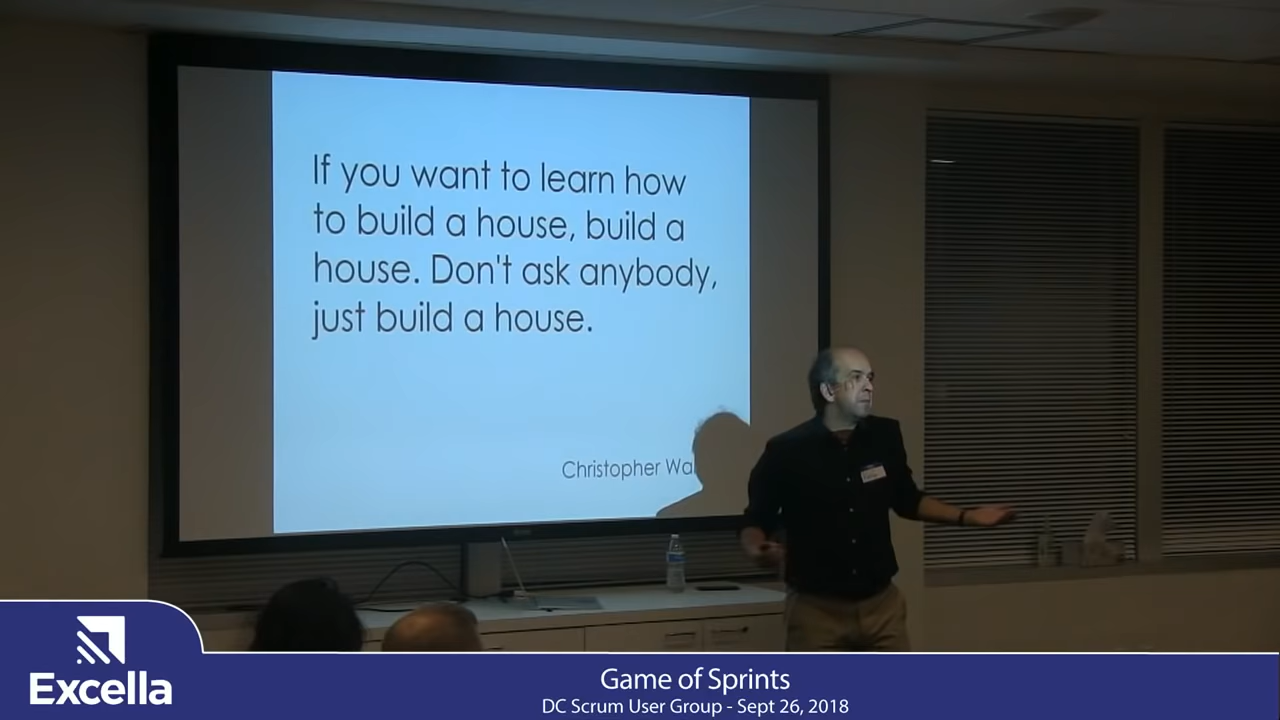 If you want to learn how
to build a house, build a
house. Don't ask anybody,
just build a house.
Christopher
Excella
Game of Sprints
DC Scrum User Group - Sept 26, 2018